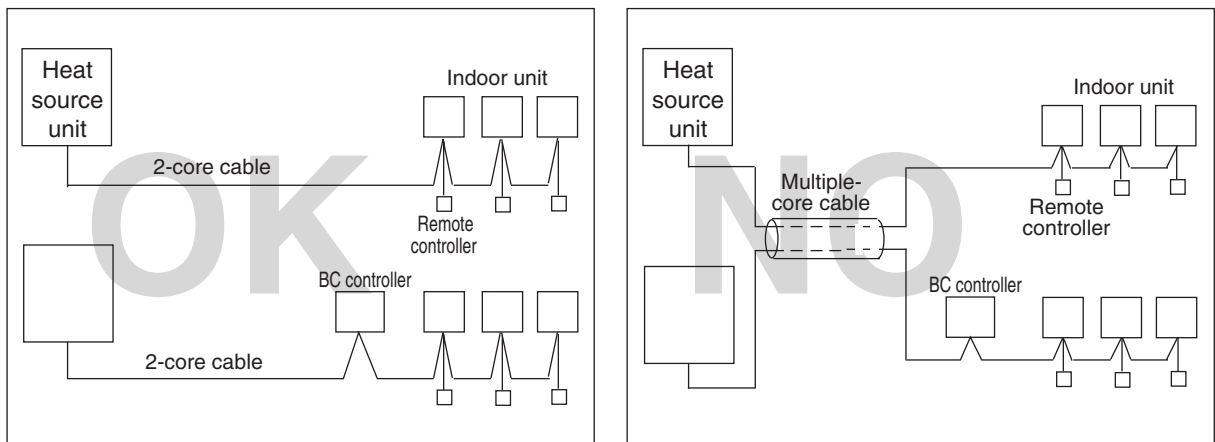 Heat
source
unit
Indoor unit
OK
2-core cable
Remote
controller
BC controller
2-core cable
Heat
source
unit
Indoor unit
NO
Multiple-
core cable
Remote
controller
BC controller